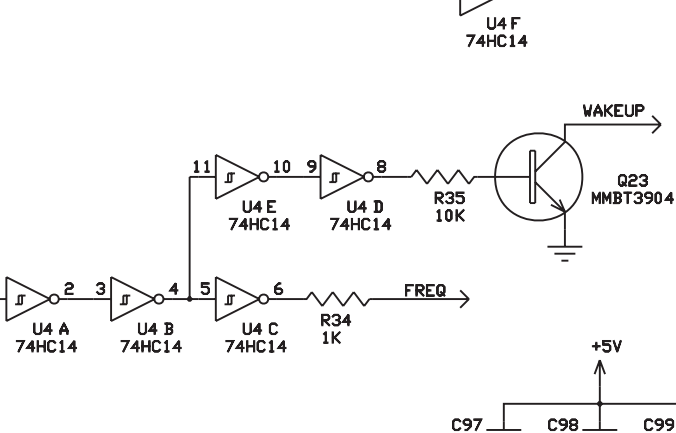 U4 F
74HC14
WAKEUP
11
10
9
8
Q23
MMBT3904
R35
10K
U4 E
74HC14
U4 D
74HC14
2
3
4
5
6
FREQ
R34
1K
U4 A
74HC14
U4 B
74HC14
U4 C
74HC14
+5V
C97
C98
C99